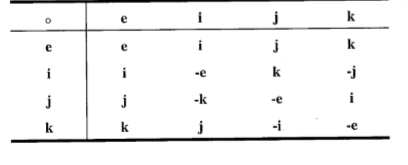 ∘ e i j k
e e i j k
i i -e k -j
j j -k -e i
k k j -i -e